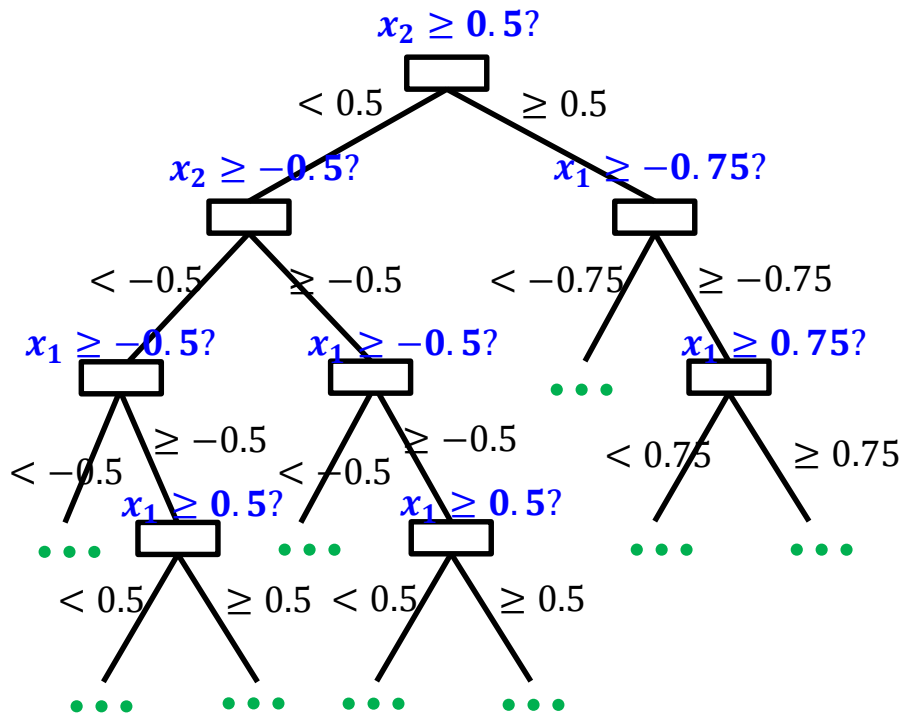 x₂ ≥ 0.5?
< 0.5
≥ 0.5
x₂ ≥ −0.5?
x₁ ≥ −0.75?
< −0.5
≥ −0.5
< −0.75
≥ −0.75
x₁ ≥ −0.5?
x₁ ≥ −0.5?
x₁ ≥ 0.75?
< −0.5
≥ −0.5
< −0.5
≥ −0.5
< 0.75
≥ 0.75
x₁ ≥ 0.5?
x₁ ≥ 0.5?
< 0.5
≥ 0.5
< 0.5
≥ 0.5